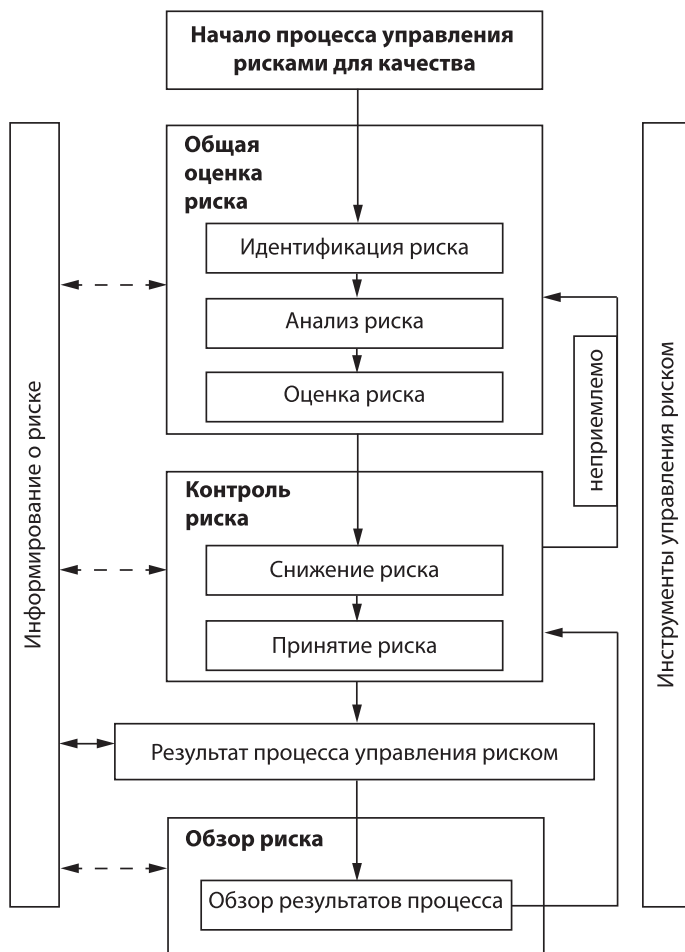 Начало процесса управления
рисками для качества
Общая
оценка
риска
Идентификация риска
Анализ риска
Оценка риска
неприемлемо
Информирование о риске
Инструменты управления риском
Контроль
риска
Снижение риска
Принятие риска
Результат процесса управления риском
Обзор риска
Обзор результатов процесса